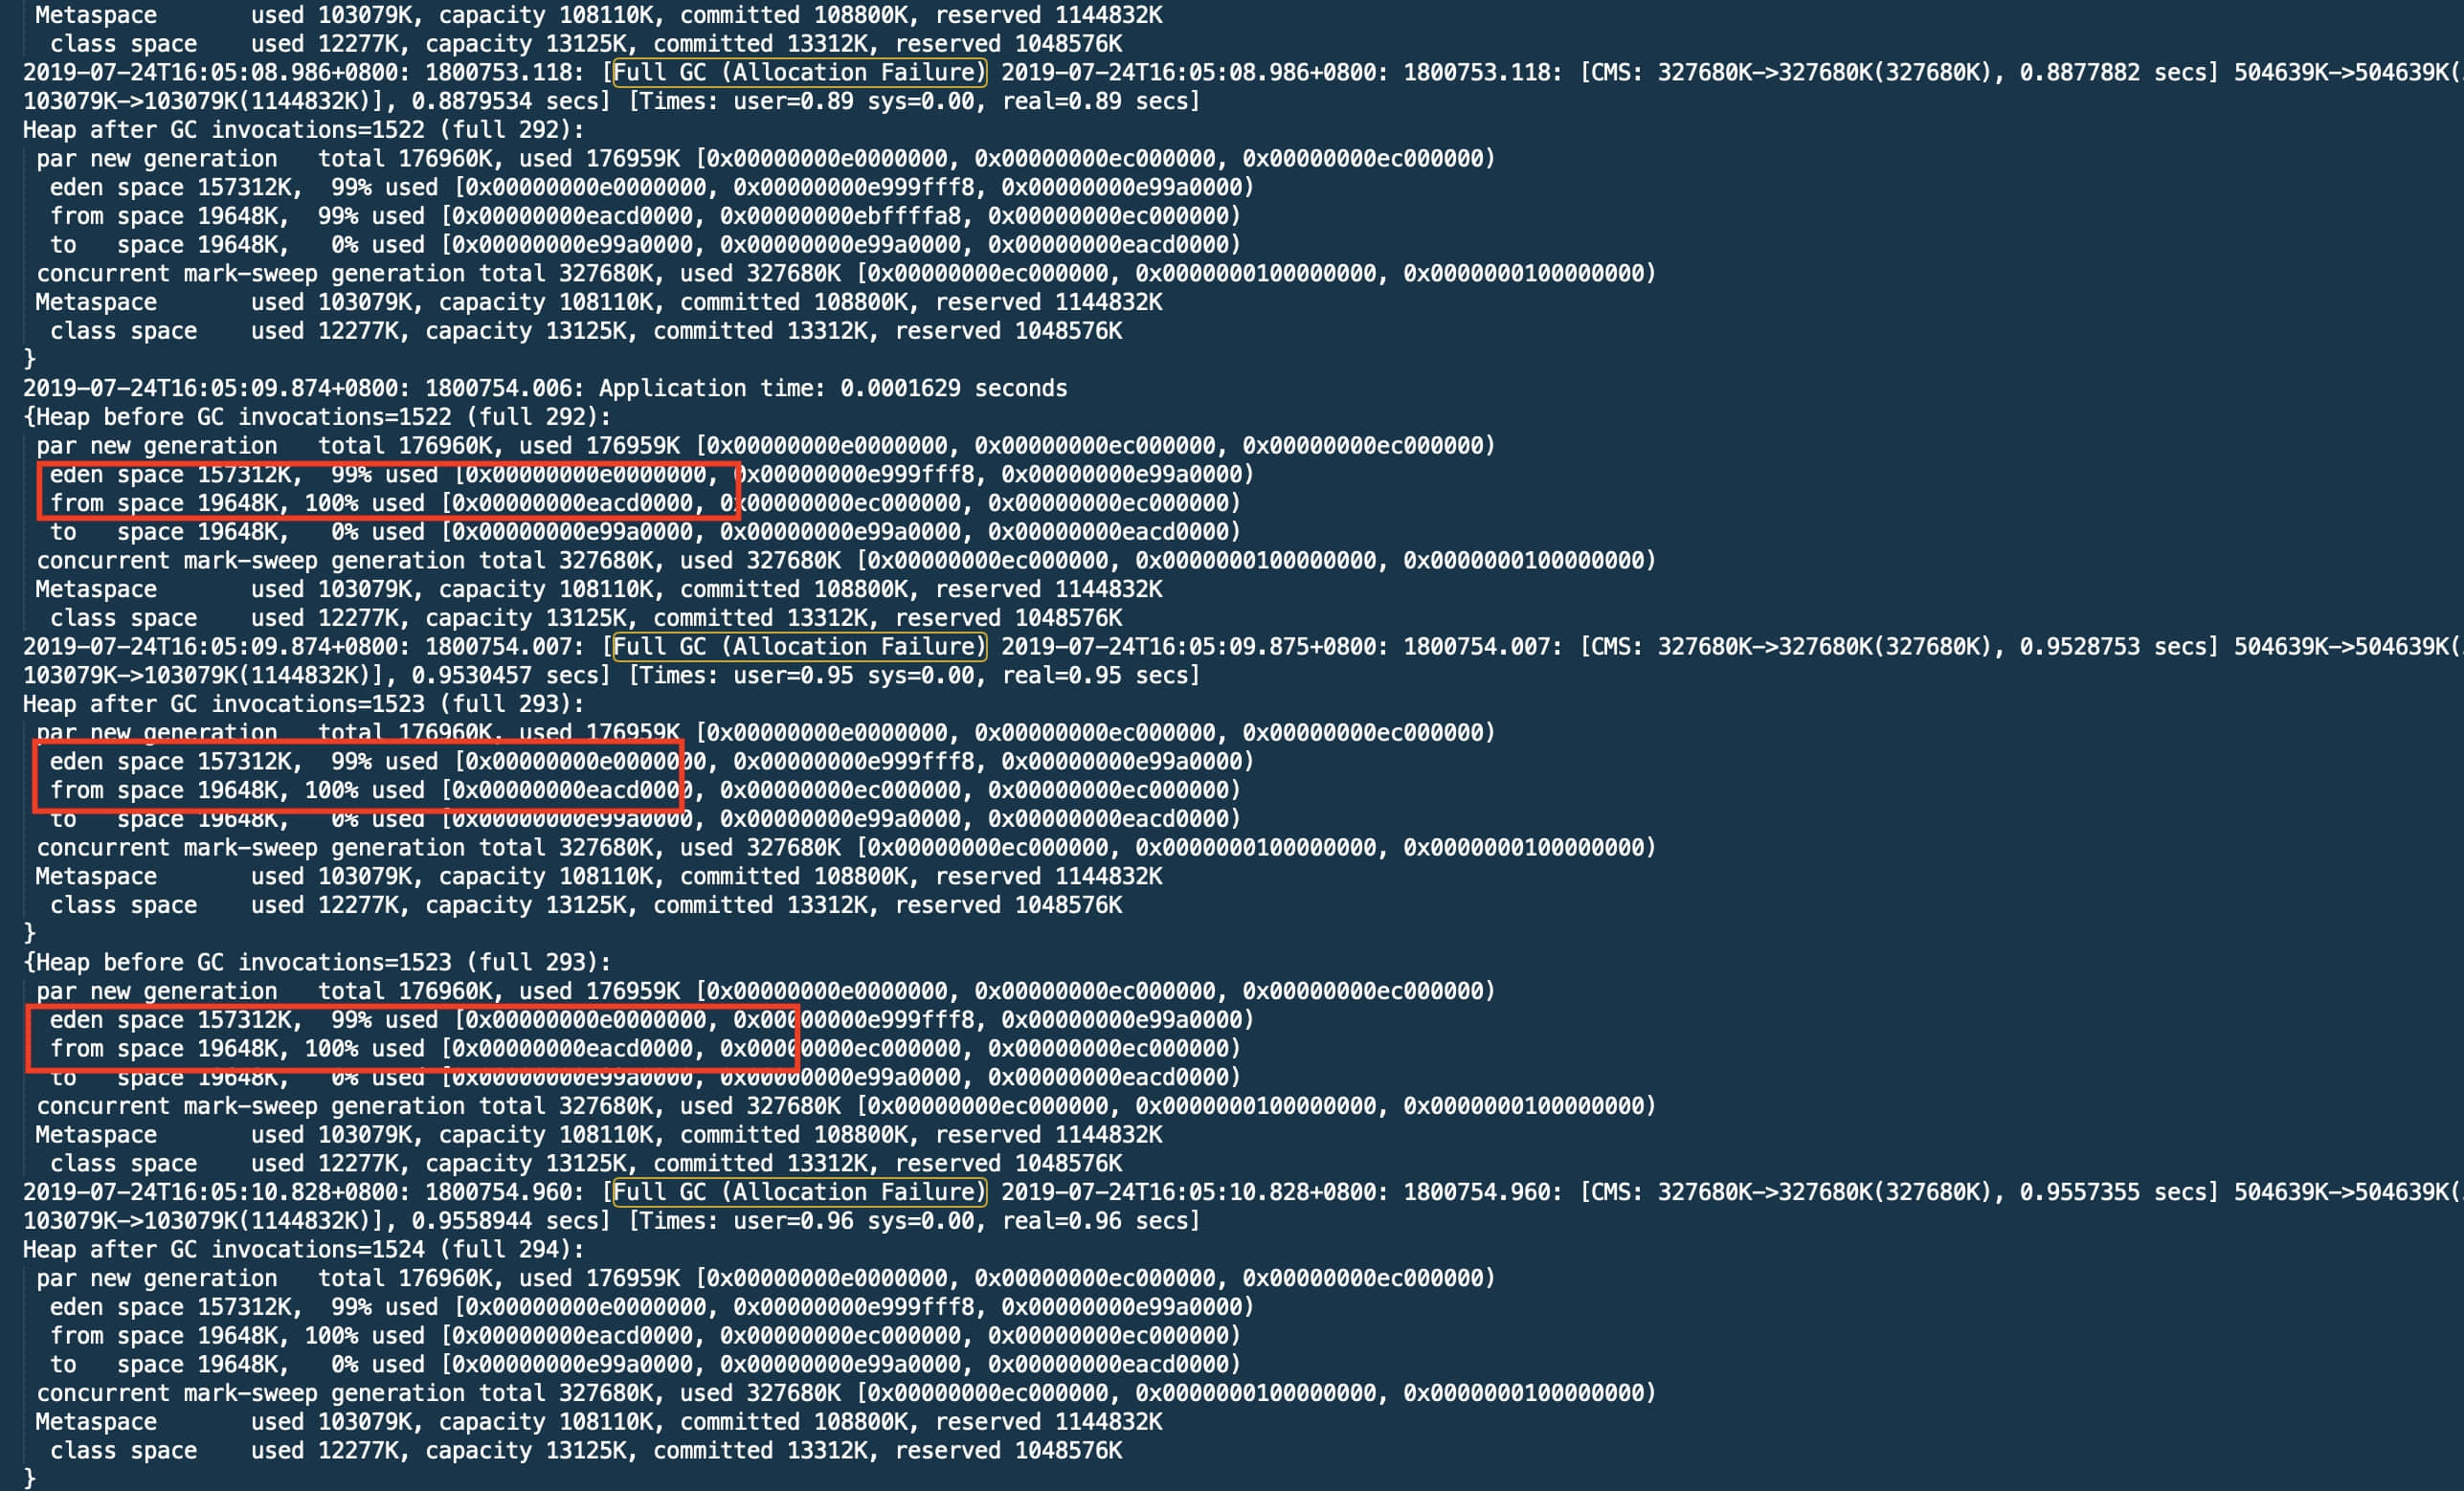 Metaspace       used 103079K, capacity 108110K, committed 108800K, reserved 1144832K
class space    used 12277K, capacity 13125K, committed 13312K, reserved 1048576K
2019-07-24T16:05:08.986+0800: 1800753.118: [Full GC (Allocation Failure) 2019-07-24T16:05:08.986+0800: 1800753.118: [CMS: 327680K->327680K(327680K), 0.8877882 secs] 504639K->504639K(
103079K->103079K(1144832K)], 0.8879534 secs] [Times: user=0.89 sys=0.00, real=0.89 secs]
Heap after GC invocations=1522 (full 292):
par new generation   total 176960K, used 176959K [0x00000000e0000000, 0x00000000ec000000, 0x00000000ec000000)
eden space 157312K,  99% used [0x00000000e0000000, 0x00000000e999fff8, 0x00000000e99a0000)
from space 19648K,  99% used [0x00000000eacd0000, 0x00000000ebffffa8, 0x00000000ec000000)
to   space 19648K,   0% used [0x00000000e99a0000, 0x00000000e99a0000, 0x00000000eacd0000)
concurrent mark-sweep generation total 327680K, used 327680K [0x00000000ec000000, 0x0000000100000000, 0x0000000100000000)
Metaspace       used 103079K, capacity 108110K, committed 108800K, reserved 1144832K
class space    used 12277K, capacity 13125K, committed 13312K, reserved 1048576K
}
2019-07-24T16:05:09.874+0800: 1800754.006: Application time: 0.0001629 seconds
{Heap before GC invocations=1522 (full 292):
par new generation   total 176960K, used 176959K [0x00000000e0000000, 0x00000000ec000000, 0x00000000ec000000)
eden space 157312K,  99% used [0x00000000e0000000, 0x00000000e999fff8, 0x00000000e99a0000)
from space 19648K, 100% used [0x00000000eacd0000, 0x00000000ec000000, 0x00000000ec000000)
to   space 19648K,   0% used [0x00000000e99a0000, 0x00000000e99a0000, 0x00000000eacd0000)
concurrent mark-sweep generation total 327680K, used 327680K [0x00000000ec000000, 0x0000000100000000, 0x0000000100000000)
Metaspace       used 103079K, capacity 108110K, committed 108800K, reserved 1144832K
class space    used 12277K, capacity 13125K, committed 13312K, reserved 1048576K
2019-07-24T16:05:09.874+0800: 1800754.007: [Full GC (Allocation Failure) 2019-07-24T16:05:09.875+0800: 1800754.007: [CMS: 327680K->327680K(327680K), 0.9528753 secs] 504639K->504639K(
103079K->103079K(1144832K)], 0.9530457 secs] [Times: user=0.95 sys=0.00, real=0.95 secs]
Heap after GC invocations=1523 (full 293):
par new generation   total 176960K, used 176959K [0x00000000e0000000, 0x00000000ec000000, 0x00000000ec000000)
eden space 157312K,  99% used [0x00000000e0000000, 0x00000000e999fff8, 0x00000000e99a0000)
from space 19648K, 100% used [0x00000000eacd0000, 0x00000000ec000000, 0x00000000ec000000)
to   space 19648K,   0% used [0x00000000e99a0000, 0x00000000e99a0000, 0x00000000eacd0000)
concurrent mark-sweep generation total 327680K, used 327680K [0x00000000ec000000, 0x0000000100000000, 0x0000000100000000)
Metaspace       used 103079K, capacity 108110K, committed 108800K, reserved 1144832K
class space    used 12277K, capacity 13125K, committed 13312K, reserved 1048576K
}
{Heap before GC invocations=1523 (full 293):
par new generation   total 176960K, used 176959K [0x00000000e0000000, 0x00000000ec000000, 0x00000000ec000000)
eden space 157312K,  99% used [0x00000000e0000000, 0x00000000e999fff8, 0x00000000e99a0000)
from space 19648K, 100% used [0x00000000eacd0000, 0x00000000ec000000, 0x00000000ec000000)
to   space 19648K,   0% used [0x00000000e99a0000, 0x00000000e99a0000, 0x00000000eacd0000)
concurrent mark-sweep generation total 327680K, used 327680K [0x00000000ec000000, 0x0000000100000000, 0x0000000100000000)
Metaspace       used 103079K, capacity 108110K, committed 108800K, reserved 1144832K
class space    used 12277K, capacity 13125K, committed 13312K, reserved 1048576K
2019-07-24T16:05:10.828+0800: 1800754.960: [Full GC (Allocation Failure) 2019-07-24T16:05:10.828+0800: 1800754.960: [CMS: 327680K->327680K(327680K), 0.9557355 secs] 504639K->504639K(
103079K->103079K(1144832K)], 0.9558944 secs] [Times: user=0.96 sys=0.00, real=0.96 secs]
Heap after GC invocations=1524 (full 294):
par new generation   total 176960K, used 176959K [0x00000000e0000000, 0x00000000ec000000, 0x00000000ec000000)
eden space 157312K,  99% used [0x00000000e0000000, 0x00000000e999fff8, 0x00000000e99a0000)
from space 19648K, 100% used [0x00000000eacd0000, 0x00000000ec000000, 0x00000000ec000000)
to   space 19648K,   0% used [0x00000000e99a0000, 0x00000000e99a0000, 0x00000000eacd0000)
concurrent mark-sweep generation total 327680K, used 327680K [0x00000000ec000000, 0x0000000100000000, 0x0000000100000000)
Metaspace       used 103079K, capacity 108110K, committed 108800K, reserved 1144832K
class space    used 12277K, capacity 13125K, committed 13312K, reserved 1048576K
}